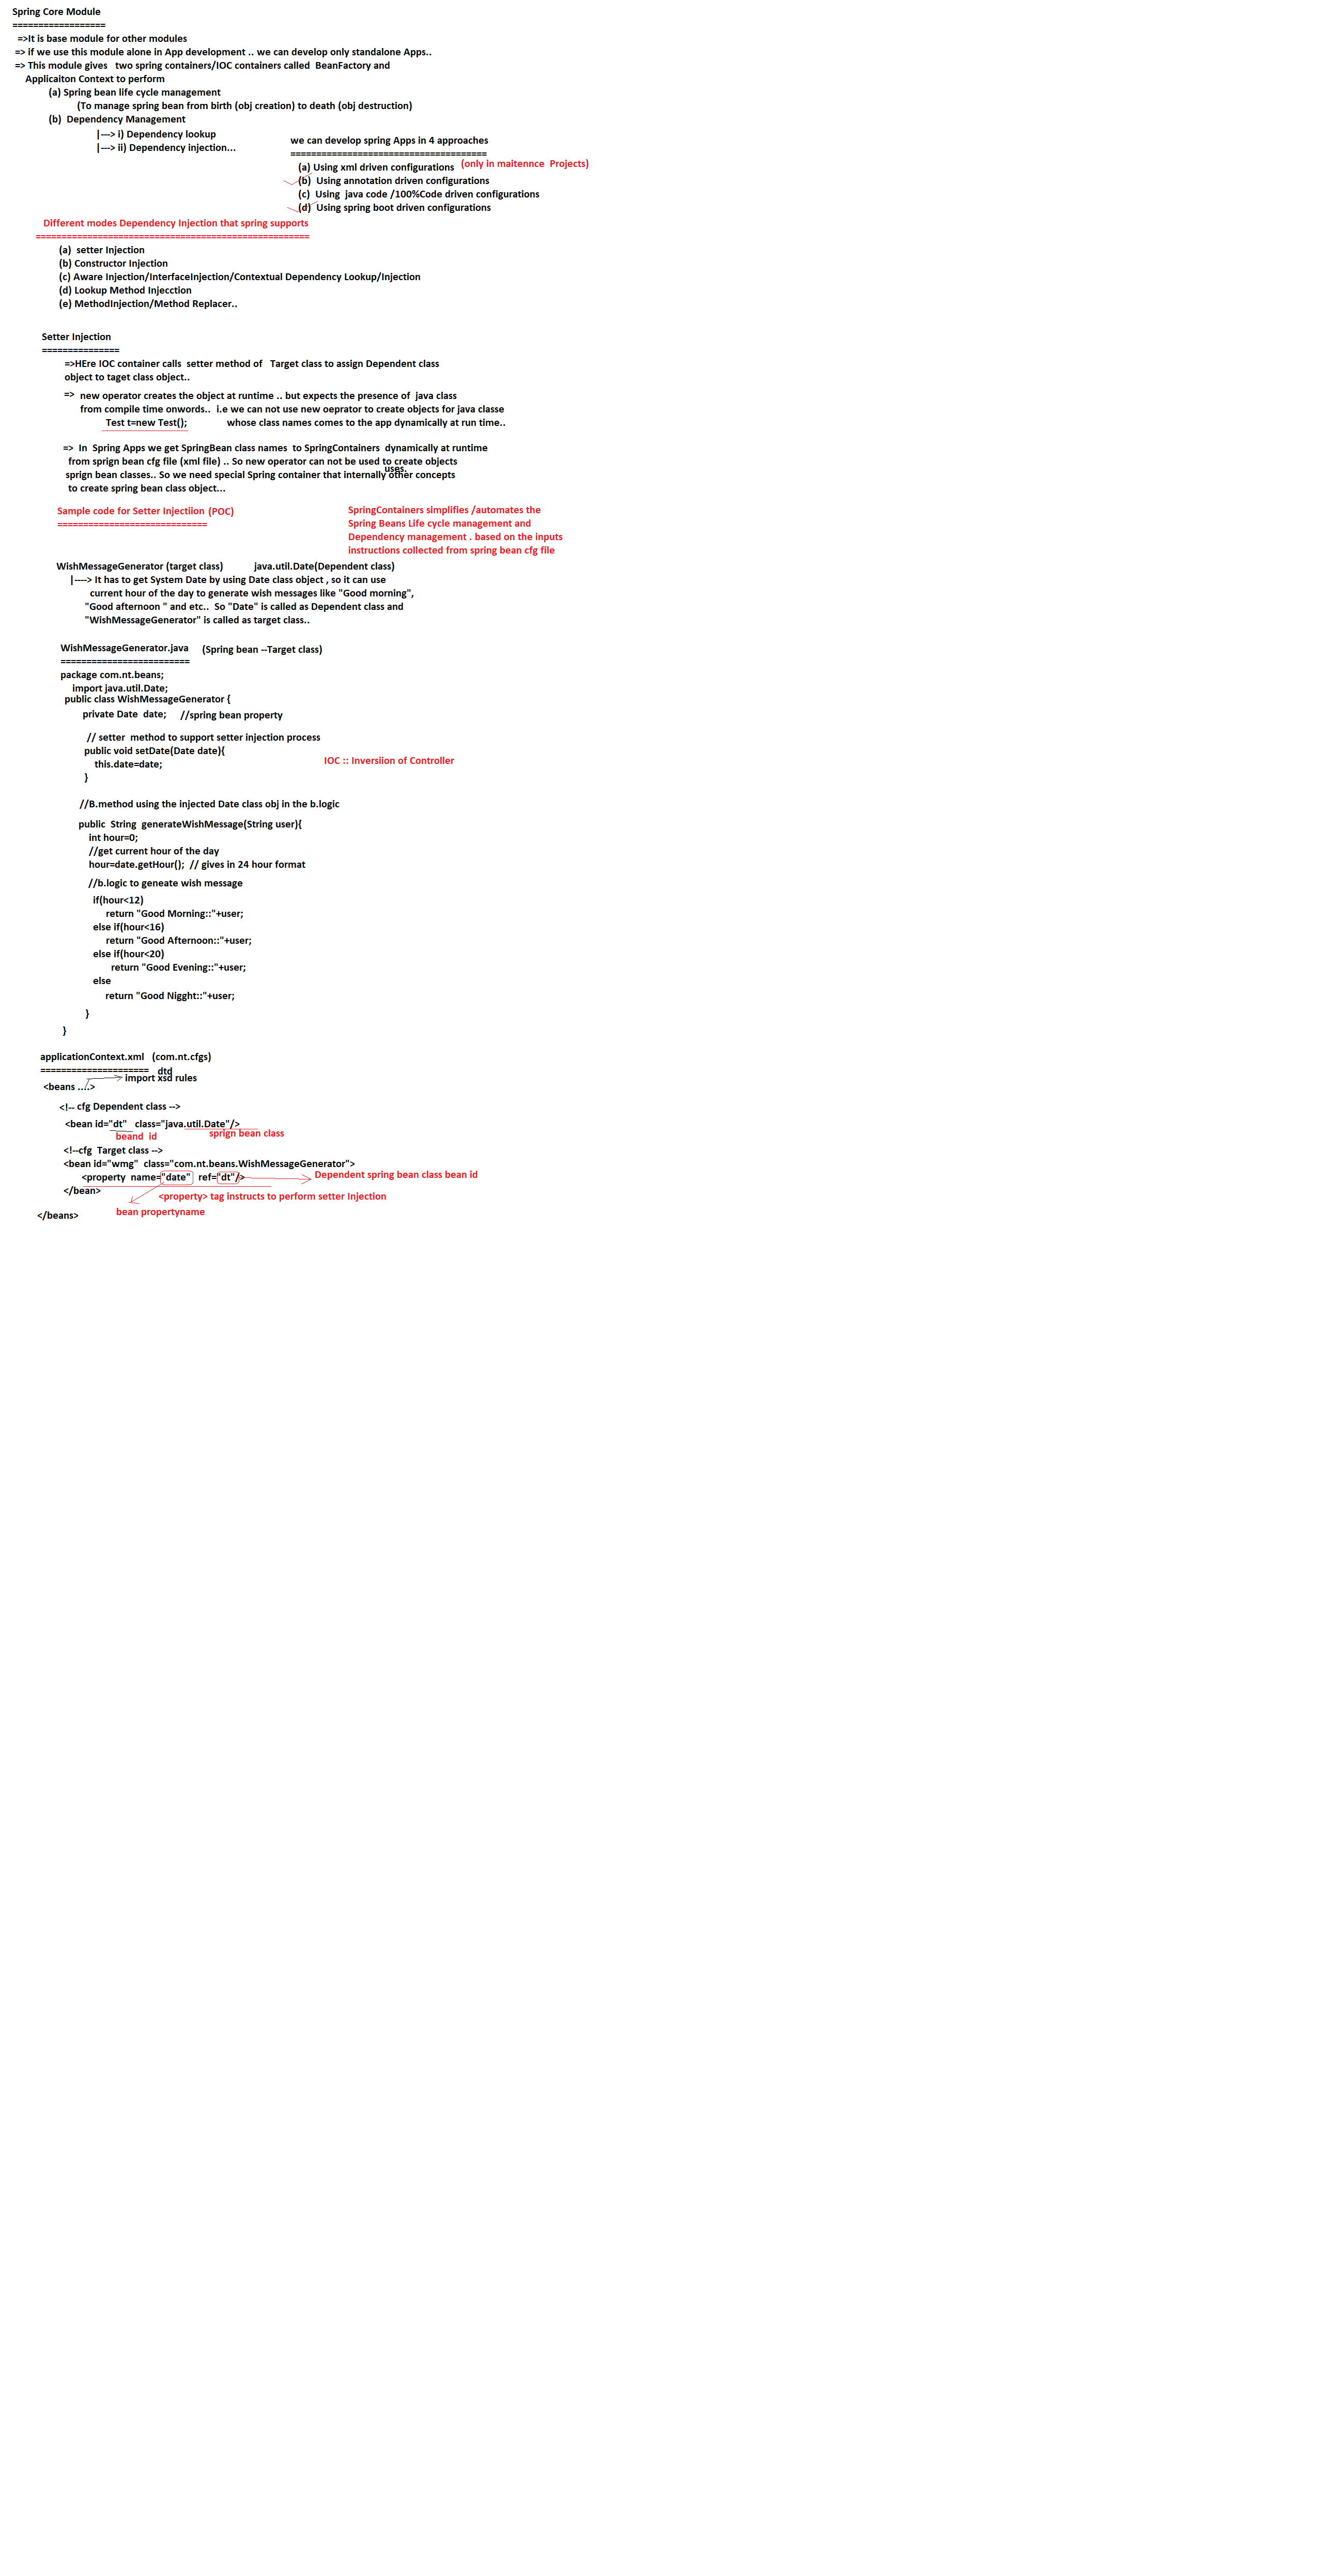 Spring Core Module
==================
=>It is base module for other modules
=> if we use this module alone in App development .. we can develop only standalone Apps..
=> This module gives   two spring containers/IOC containers called  BeanFactory and
Applicaiton Context to perform
(a) Spring bean life cycle management
(To manage spring bean from birth (obj creation) to death (obj destruction)
(b)  Dependency Management
|---> i) Dependency lookup
|---> ii) Dependency injection...
we can develop spring Apps in 4 approaches
======================================
(a) Using xml driven configurations  (only in maitennce  Projects)
(b)  Using annotation driven configurations
(c)  Using  java code /100%Code driven configurations
(d)  Using spring boot driven configurations
Different modes Dependency Injection that spring supports
=====================================================
(a)  setter Injection
(b) Constructor Injection
(c) Aware Injection/InterfaceInjection/Contextual Dependency Lookup/Injection
(d) Lookup Method Injecction
(e) MethodInjection/Method Replacer..
Setter Injection
===============
=>HEre IOC container calls  setter method of   Target class to assign Dependent class
object to taget class object..
=>  new operator creates the object at runtime .. but expects the presence of  java class
from compile time onwords..  i.e we can not use new oeprator to create objects for java classe
Test t=new Test();          whose class names comes to the app dynamically at run time..
=>  In  Spring Apps we get SpringBean class names  to SpringContainers  dynamically at runtime
from sprign bean cfg file (xml file) .. So new operator can not be used to create objects
uses.
sprign bean classes.. So we need special Spring container that internally other concepts
to create spring bean class object...
Sample code for Setter Injectiion (POC)
=============================
SpringContainers simplifies /automates the
Spring Beans Life cycle management and
Dependency management . based on the inputs
instructions collected from spring bean cfg file
WishMessageGenerator (target class)          java.util.Date(Dependent class)
|----> It has to get System Date by using Date class object , so it can use
current hour of the day to generate wish messages like "Good morning",
"Good afternoon " and etc..  So "Date" is called as Dependent class and
"WishMessageGenerator" is called as target class..
WishMessageGenerator.java    (Spring bean --Target class)
=========================
package com.nt.beans;
import java.util.Date;
public class WishMessageGenerator {
private Date  date;    //spring bean property
// setter  method to support setter injection process
public void setDate(Date date){
this.date=date;
}
IOC :: Inversiion of Controller
//B.method using the injected Date class obj in the b.logic
public  String  generateWishMessage(String user){
int hour=0;
//get current hour of the day
hour=date.getHour();  // gives in 24 hour format
//b.logic to geneate wish message
if(hour<12)
return "Good Morning::"+user;
else if(hour<16)
return "Good Afternoon::"+user;
else if(hour<20)
return "Good Evening::"+user;
else
return "Good Nigght::"+user;
}
}
applicationContext.xml   (com.nt.cfgs)
=====================   dtd
import xsd rules
<beans ....>
<!-- cfg Dependent class -->
<bean id="dt"   class="java.util.Date"/>
beand  id          sprign bean class
<!--cfg  Target class -->
<bean id="wmg"  class="com.nt.beans.WishMessageGenerator">
<property  name="date"   ref="dt"/>   Dependent spring bean class bean id
</bean>
<property> tag instructs to perform setter Injection
bean propertyname
</beans>